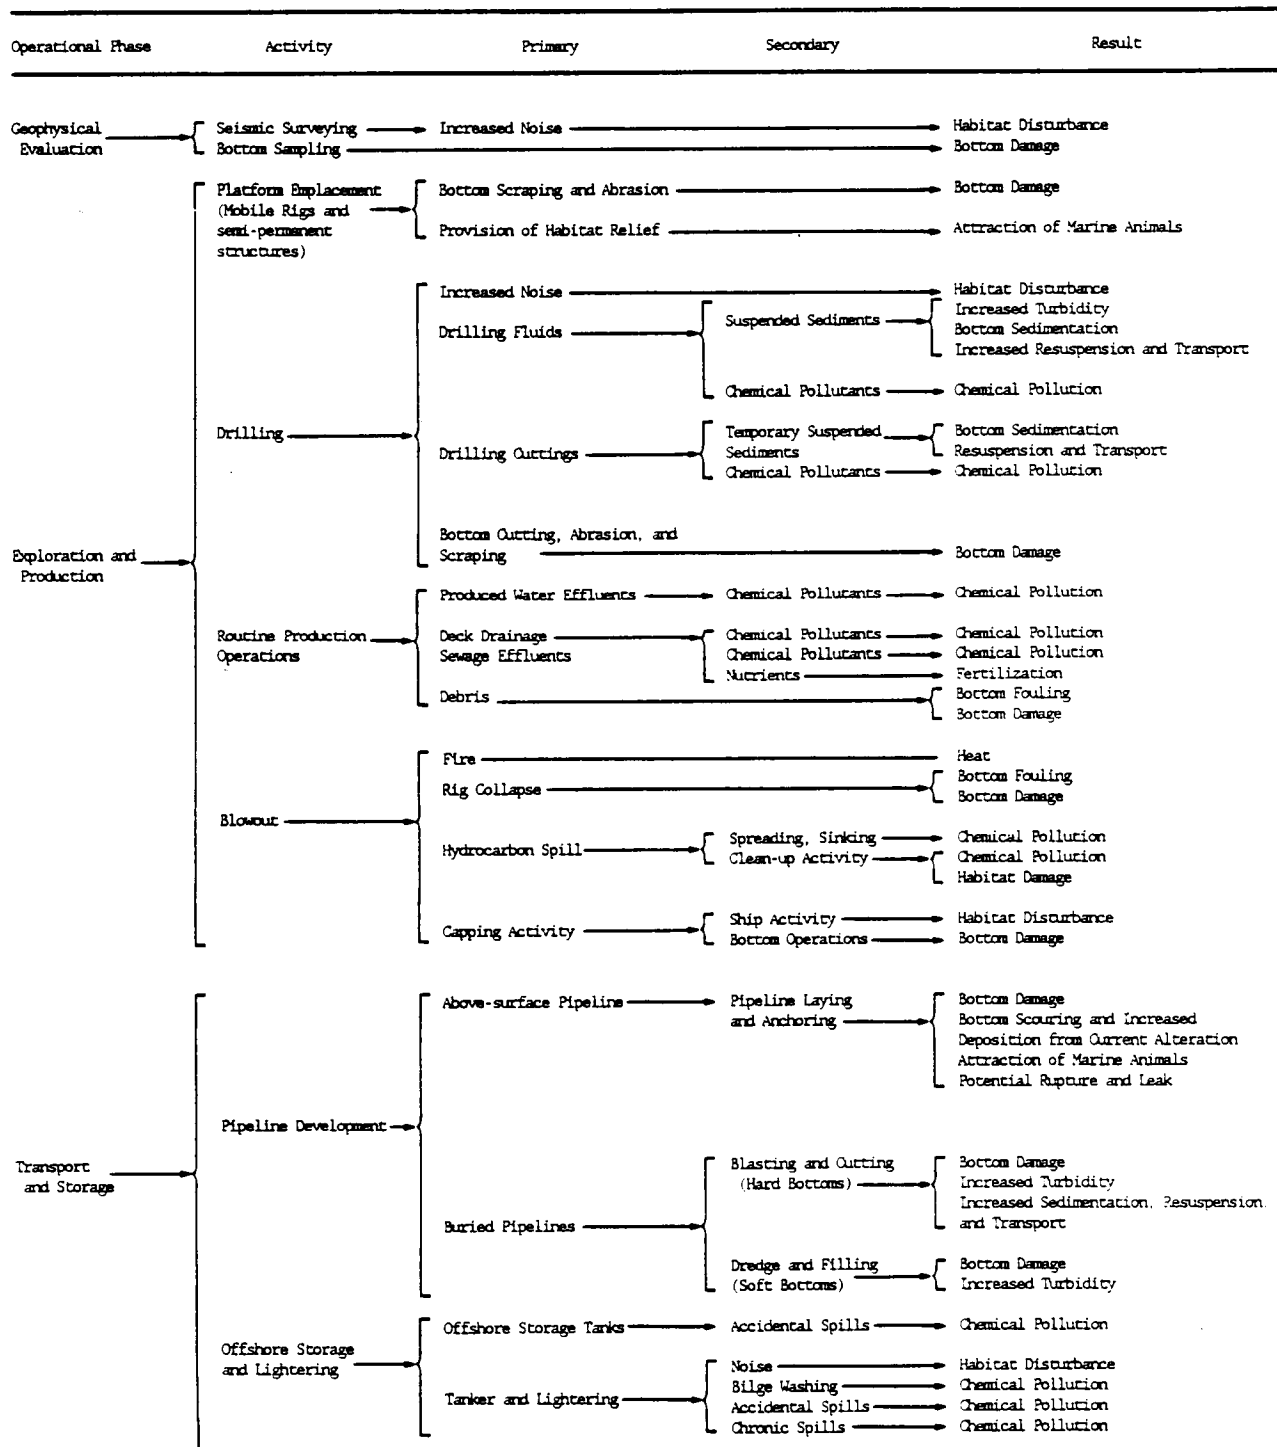 Operational Phase Activity Primary Secondary Result
Geophysical Evaluation
Seismic Surveying Increased Noise Habitat Disturbance
Bottom Sampling Bottom Damage
Platform Emplacement Bottom Scraping and Abrasion Bottom Damage
(Mobile Rigs and
semi-permanent Provision of Habitat Relief Attraction of Marine Animals
structures)
Increased Noise Habitat Disturbance
Increased Turbidity
Drilling Fluids Suspended Sediments Bottom Sedimentation
Increased Resuspension and Transport
Chemical Pollutants Chemical Pollution
Drilling
Temporary Suspended Bottom Sedimentation
Drilling Cuttings Sediments Resuspension and Transport
Chemical Pollutants Chemical Pollution
Bottom Cutting, Abrasion, and
Exploration and Scraping Bottom Damage
Production
Produced Water Effluents Chemical Pollutants Chemical Pollution
Routine Production Deck Drainage Chemical Pollutants Chemical Pollution
Operations Sewage Effluents Chemical Pollutants Chemical Pollution
Nutrients Fertilization
Debris Bottom Fouling
Bottom Damage
Fire Heat
Rig Collapse Bottom Fouling
Bottom Damage
Blowout
Hydrocarbon Spill Spreading, Sinking Chemical Pollution
Clean-up Activity Chemical Pollution
Habitat Damage
Capping Activity Ship Activity Habitat Disturbance
Bottom Operations Bottom Damage
Above-surface Pipeline Pipeline Laying Bottom Damage
and Anchoring Bottom Scouring and Increased
Deposition from Current Alteration
Attraction of Marine Animals
Potential Rupture and Leak
Pipeline Development
Transport Blasting and Cutting Bottom Damage
and Storage (Hard Bottoms) Increased Turbidity
Increased Sedimentation, Resuspension
Buried Pipelines and Transport
Dredge and Filling Bottom Damage
(Soft Bottoms) Increased Turbidity
Offshore Storage Tanks Accidental Spills Chemical Pollution
Offshore Storage
and Lightering Noise Habitat Disturbance
Bilge Washing Chemical Pollution
Tanker and Lightering Accidental Spills Chemical Pollution
Chronic Spills Chemical Pollution